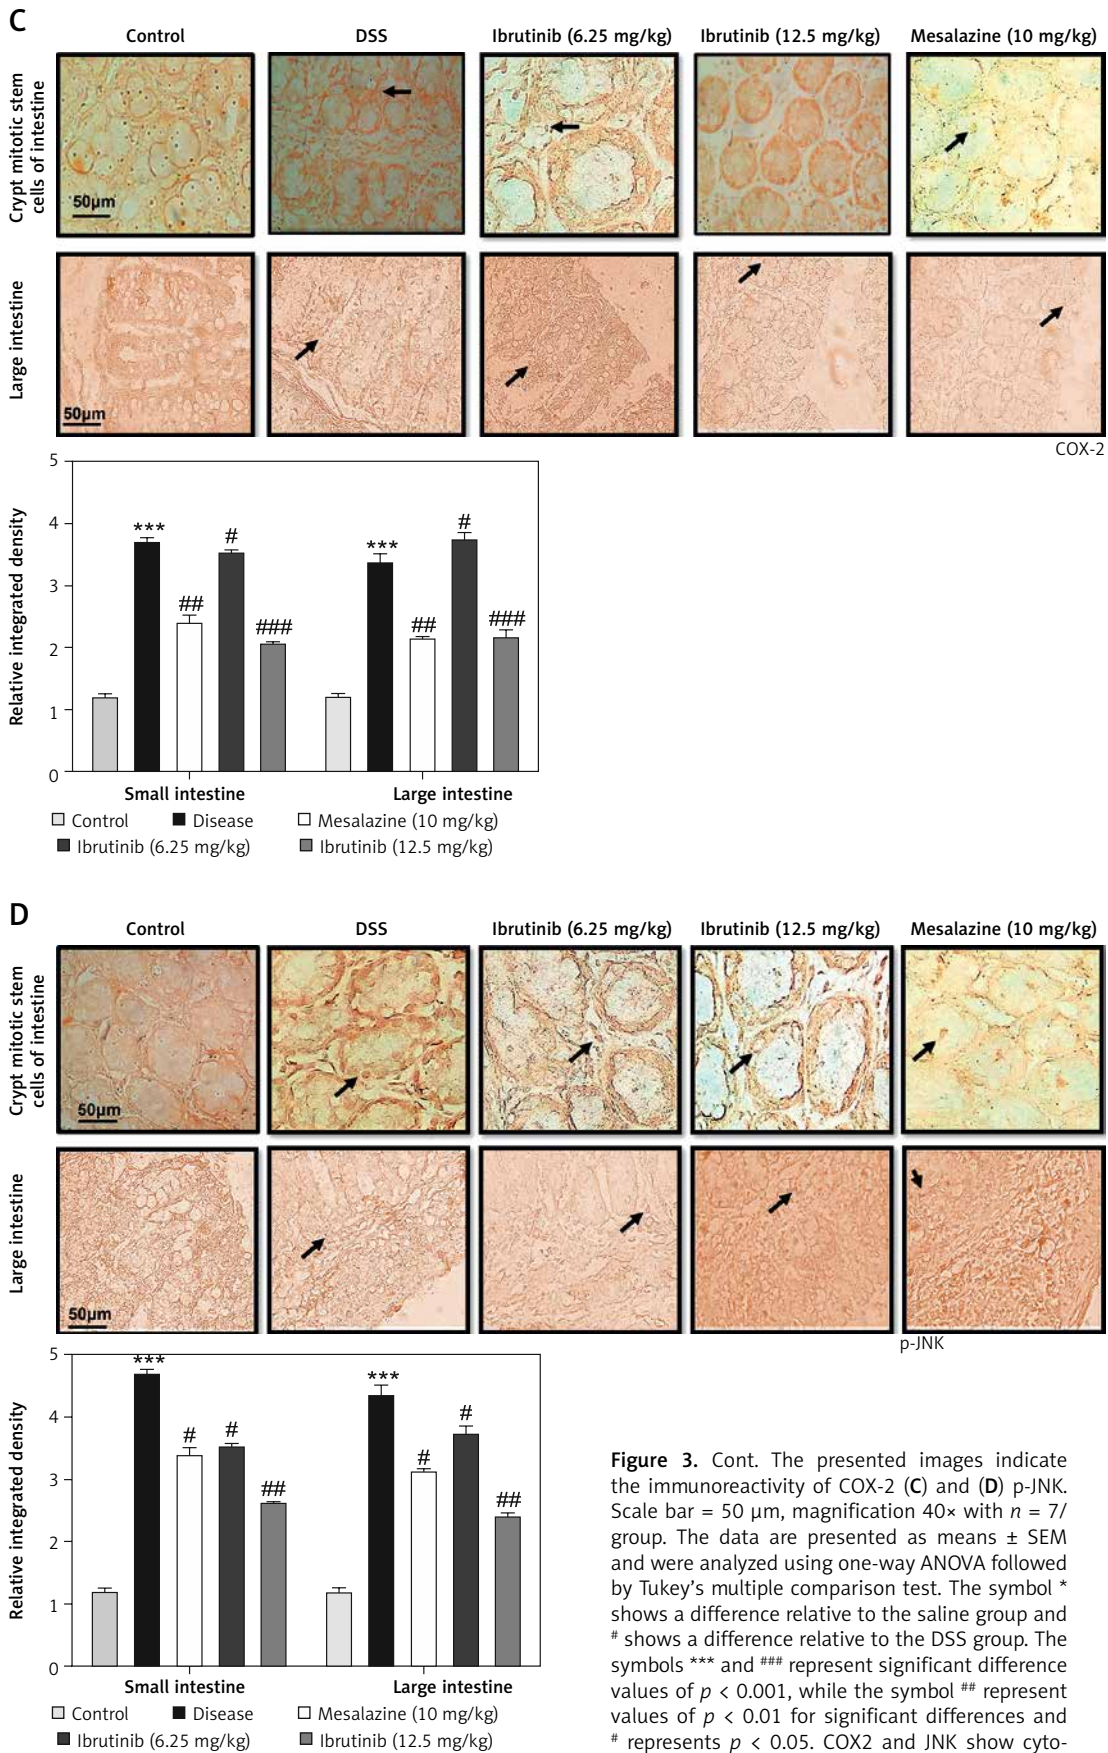 C
Control
DSS
Ibrutinib (6.25 mg/kg)
Ibrutinib (12.5 mg/kg)
Mesalazine (10 mg/kg)
Crypt mitotic stem
cells of intestine
50µm
Large intestine
50µm
COX-2
Relative integrated density
5
4
3
2
1
0
***
##
#
###
***
##
#
###
Small intestine
Large intestine
Control
Disease
Mesalazine (10 mg/kg)
Ibrutinib (6.25 mg/kg)
Ibrutinib (12.5 mg/kg)
D
Control
DSS
Ibrutinib (6.25 mg/kg)
Ibrutinib (12.5 mg/kg)
Mesalazine (10 mg/kg)
Crypt mitotic stem
cells of intestine
50µm
Large intestine
50µm
p-JNK
Relative integrated density
5
4
3
2
1
0
***
#
#
##
***
#
#
##
Small intestine
Large intestine
Control
Disease
Mesalazine (10 mg/kg)
Ibrutinib (6.25 mg/kg)
Ibrutinib (12.5 mg/kg)
Figure 3. Cont. The presented images indicate
the immunoreactivity of COX-2 (C) and (D) p-JNK.
Scale bar = 50 µm, magnification 40× with n = 7/
group. The data are presented as means ± SEM
and were analyzed using one-way ANOVA followed
by Tukey's multiple comparison test. The symbol *
shows a difference relative to the saline group and
# shows a difference relative to the DSS group. The
symbols *** and ### represent significant difference
values of p < 0.001, while the symbol ## represent
values of p < 0.01 for significant differences and
# represents p < 0.05. COX2 and JNK show cyto-